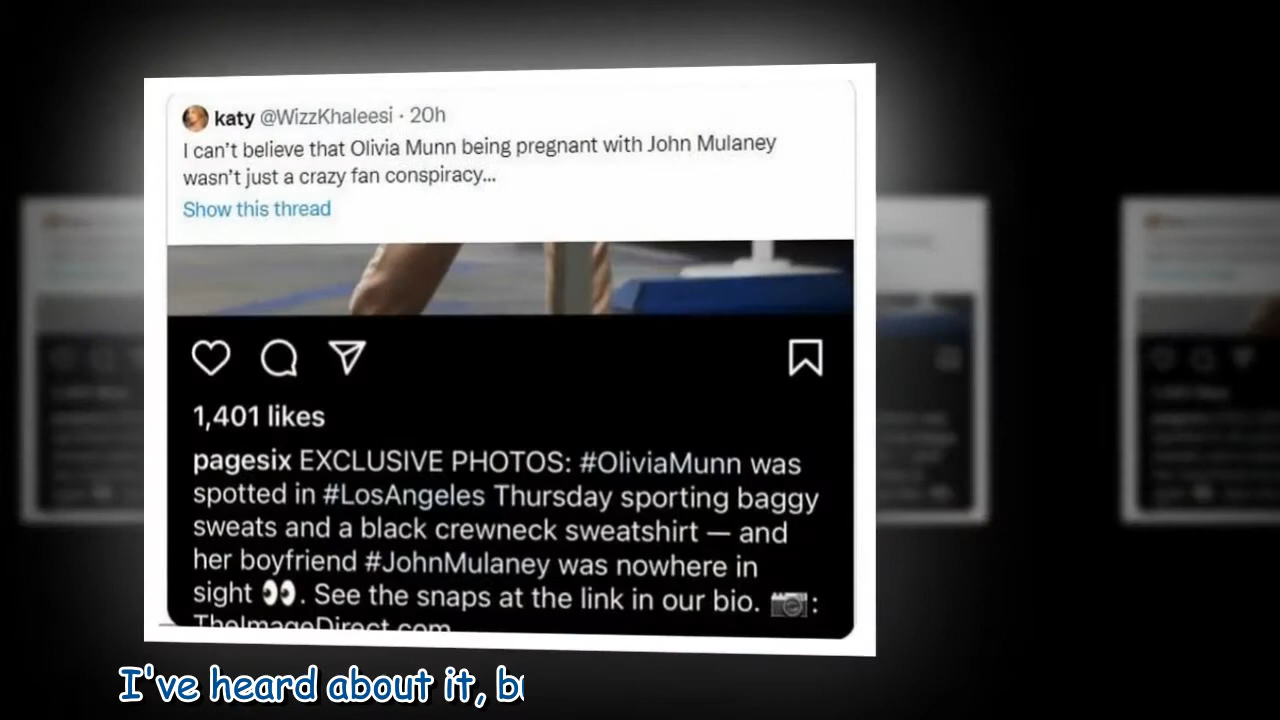 katy @WizzKhaleesi · 20h
I can't believe that Olivia Munn being pregnant with John Mulaney
wasn't just a crazy fan conspiracy...
Show this thread
1,401 likes
pagesix EXCLUSIVE PHOTOS: #OliviaMunn was
spotted in #LosAngeles Thursday sporting baggy
sweats and a black crewneck sweatshirt — and
her boyfriend #JohnMulaney was nowhere in
sight 👀. See the snaps at the link in our bio. 📷:
TheImageDirect.com
I've heard about it,